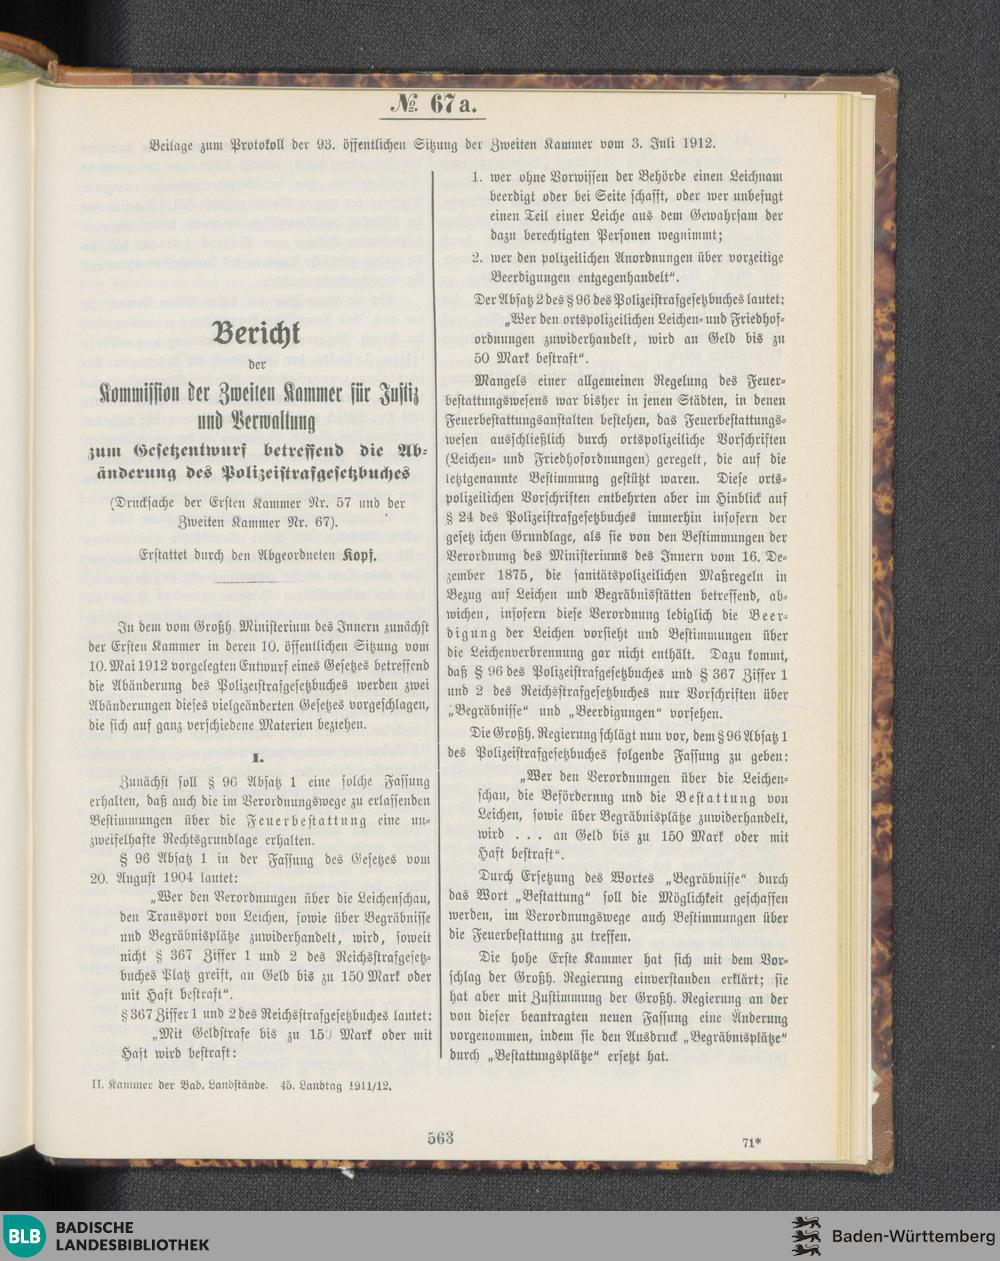 №. 67a.
Beilage zum Protokoll der 93. öffentlichen Sitzung der Zweiten Kammer vom 3. Juli 1912.
Bericht
der
Kommission der Zweiten Kammer für Justiz
und Verwaltung
zum Gesetzentwurf betreffend die Ab-
änderung des Polizeistrafgesetzbuches
(Drucksache der Ersten Kammer Nr. 57 und der
Zweiten Kammer Nr. 67).
Erstattet durch den Abgeordneten Kopf.
In dem vom Großh. Ministerium des Innern zunächst
der Ersten Kammer in deren 10. öffentlichen Sitzung vom
10. Mai 1912 vorgelegten Entwurf eines Gesetzes betreffend
die Abänderung des Polizeistrafgesetzbuches werden zwei
Abänderungen dieses vielgeänderten Gesetzes vorgeschlagen,
die sich auf ganz verschiedene Materien beziehen.
I.
Zunächst soll § 96 Absatz 1 eine solche Fassung
erhalten, daß auch die im Verordnungswege zu erlassenden
Bestimmungen über die Feuerbestattung eine un-
zweifelhafte Rechtsgrundlage erhalten.
§ 96 Absatz 1 in der Fassung des Gesetzes vom
20. August 1904 lautet:
„Wer den Verordnungen über die Leichenschau,
den Transport von Leichen, sowie über Begräbnisse
und Begräbnisplätze zuwiderhandelt, wird, soweit
nicht § 367 Ziffer 1 und 2 des Reichsstrafgesetz-
buches Platz greift, an Geld bis zu 150 Mark oder
mit Haft bestraft“.
§ 367 Ziffer 1 und 2 des Reichsstrafgesetzbuches lautet:
„Mit Geldstrafe bis zu 150 Mark oder mit
Haft wird bestraft:
II. Kammer der Bad. Landstände. 45. Landtag 1911/12.
1. wer ohne Vorwissen der Behörde einen Leichnam
beerdigt oder bei Seite schafft, oder wer unbefugt
einen Teil einer Leiche aus dem Gewahrsam der
dazu berechtigten Personen wegnimmt;
2. wer den polizeilichen Anordnungen über vorzeitige
Beerdigungen entgegenhandelt“.
Der Absatz 2 des § 96 des Polizeistrafgesetzbuches lautet:
„Wer den ortspolizeilichen Leichen- und Friedhof-
ordnungen zuwiderhandelt, wird an Geld bis zu
50 Mark bestraft“.
Mangels einer allgemeinen Regelung des Feuer-
bestattungswesens war bisher in jenen Städten, in denen
Feuerbestattungsanstalten bestehen, das Feuerbestattungs-
wesen ausschließlich durch ortspolizeiliche Vorschriften
(Leichen- und Friedhofordnungen) geregelt, die auf die
letztgenannte Bestimmung gestützt waren. Diese orts-
polizeilichen Vorschriften entbehrten aber im Hinblick auf
§ 24 des Polizeistrafgesetzbuches immerhin insofern der
gesetz ichen Grundlage, als sie von den Bestimmungen der
Verordnung des Ministeriums des Innern vom 16. De-
zember 1875, die sanitätspolizeilichen Maßregeln in
Bezug auf Leichen und Begräbnisstätten betreffend, ab-
wichen, insofern diese Verordnung lediglich die Beer-
digung der Leichen vorsieht und Bestimmungen über
die Leichenverbrennung gar nicht enthält. Dazu kommt,
daß § 96 des Polizeistrafgesetzbuches und § 367 Ziffer 1
und 2 des Reichsstrafgesetzbuches nur Vorschriften über
„Begräbnisse“ und „Beerdigungen“ vorsehen.
Die Großh. Regierung schlägt nun vor, dem § 96 Absatz 1
des Polizeistrafgesetzbuches folgende Fassung zu geben:
„Wer den Verordnungen über die Leichen-
schau, die Beförderung und die Bestattung von
Leichen, sowie über Begräbnisplätze zuwiderhandelt,
wird . . . an Geld bis zu 150 Mark oder mit
Haft bestraft“.
Durch Ersetzung des Wortes „Begräbnisse“ durch
das Wort „Bestattung“ soll die Möglichkeit geschaffen
werden, im Verordnungswege auch Bestimmungen über
die Feuerbestattung zu treffen.
Die hohe Erste Kammer hat sich mit dem Vor-
schlag der Großh. Regierung einverstanden erklärt; sie
hat aber mit Zustimmung der Großh. Regierung an der
von dieser beantragten neuen Fassung eine Änderung
vorgenommen, indem sie den Ausdruck „Begräbnisplätze“
durch „Bestattungsplätze“ ersetzt hat.
563
71*
BLB
BADISCHE
LANDESBIBLIOTHEK
Baden-Württemberg